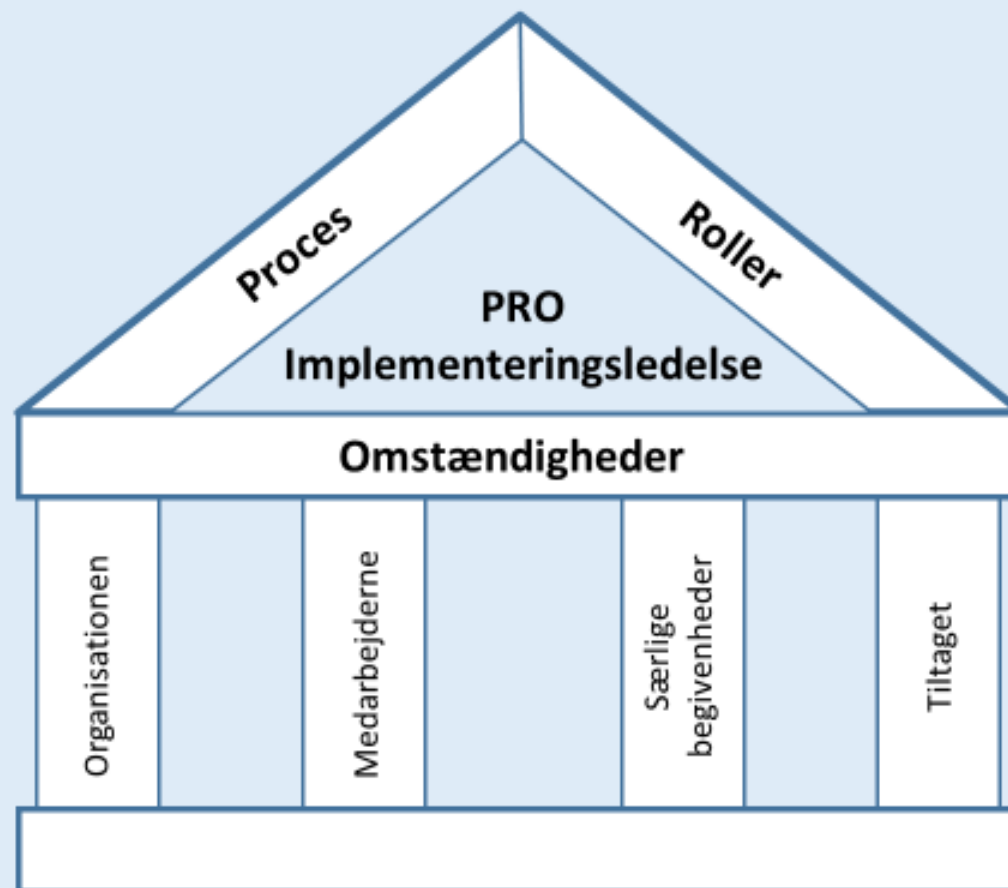 Proces
Roller
PRO
Implementeringsledelse
Omstændigheder
Organisationen
Medarbejderne
Særlige
begivenheder
Tiltaget